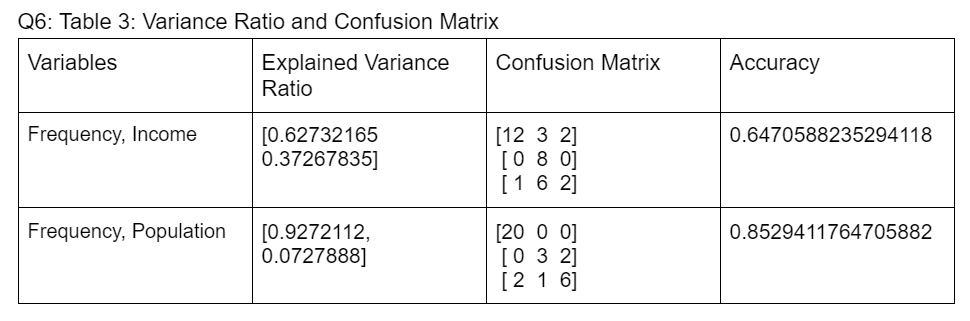 Q6: Table 3: Variance Ratio and Confusion Matrix
Variables
Explained Variance
Ratio
Confusion Matrix
Accuracy
Frequency, Income
[0.62732165
0.37267835]
[12 3 2]
[ 0 8 0]
[ 1 6 2]
0.6470588235294118
Frequency, Population
[0.9272112,
0.0727888]
[20 0 0]
[ 0 3 2]
[ 2 1 6]
0.8529411764705882